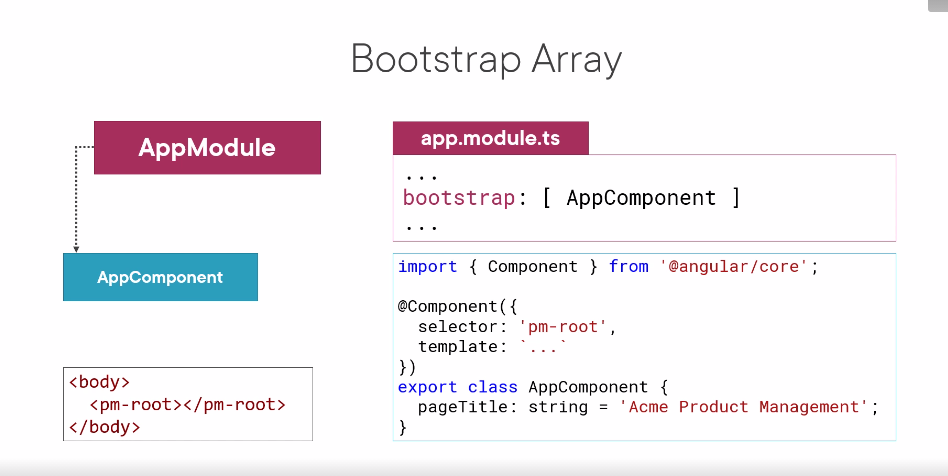 Bootstrap Array
AppModule
AppComponent
<body>
  <pm-root></pm-root>
</body>
app.module.ts
...
bootstrap: [ AppComponent ]
...
import { Component } from '@angular/core';

@Component({
  selector: 'pm-root',
  template: `...`
})
export class AppComponent {
  pageTitle: string = 'Acme Product Management';
}